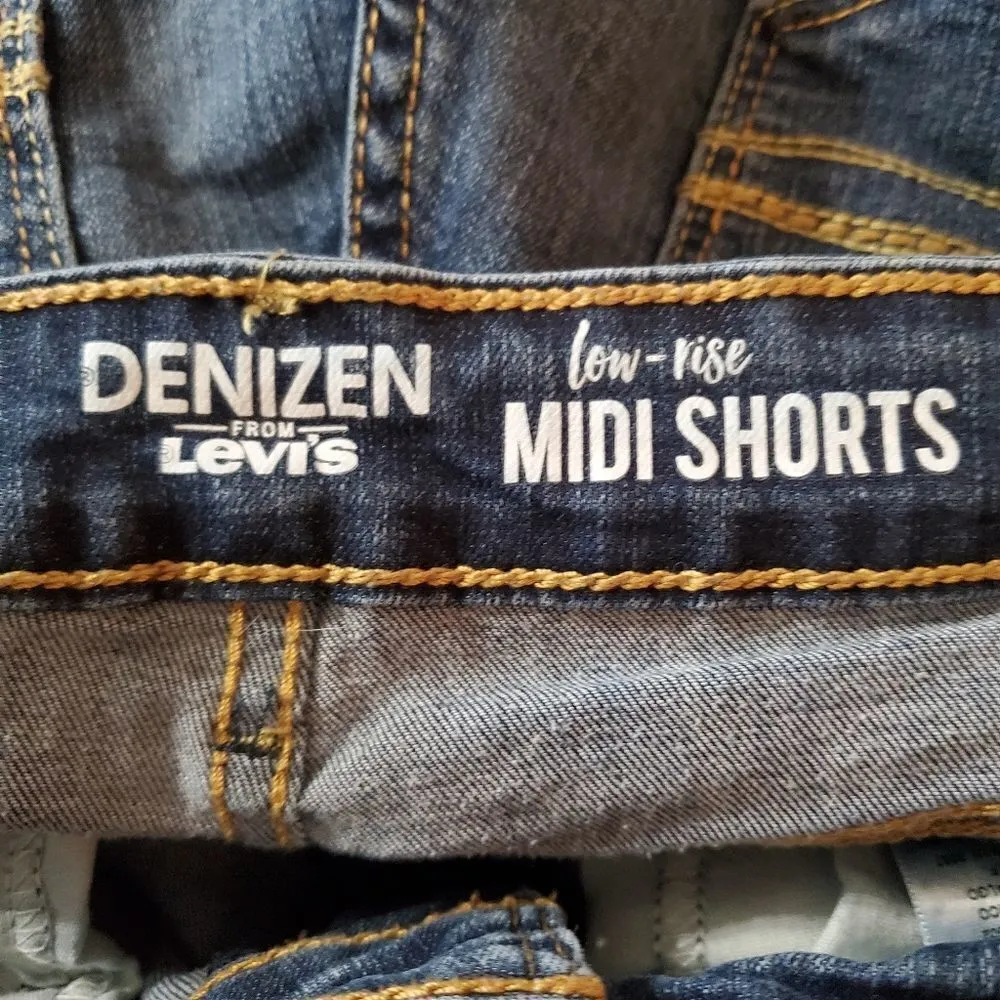 DENIZEN
FROM
Levi's
low-rise
MIDI SHORTS